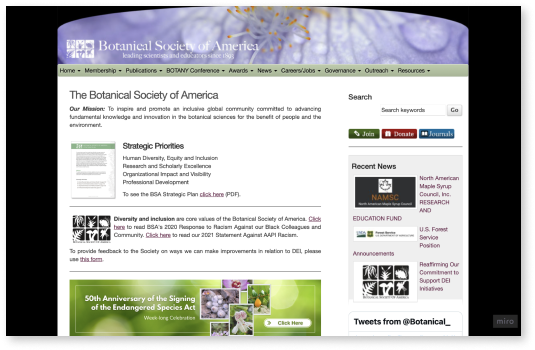 Botanical Society of America
leading scientists and educators since 1893
Home Membership Publications BOTANY Conference Awards News Careers/Jobs Governance Outreach Resources
The Botanical Society of America
Our Mission: To inspire and promote an inclusive global community committed to advancing
fundamental knowledge and innovation in the botanical sciences for the benefit of people and the
environment.
Strategic Priorities
Human Diversity, Equity and Inclusion
Research and Scholarly Excellence
Organizational Impact and Visibility
Professional Development
To see the BSA Strategic Plan click here (PDF).
Diversity and inclusion are core values of the Botanical Society of America. Click
here to read BSA's 2020 Response to Racism Against our Black Colleagues and
Community. Click here to read our 2021 Statement Against AAPI Racism.
To provide feedback to the Society on ways we can make improvements in relation to DEI, please
use this form.
50th Anniversary of the Signing
of the Endangered Species Act
Week-long Celebration
Click Here
Search
Search keywords
Go
Join
Donate
Journals
Recent News
NAMSC
North American Maple Syrup Council
North American
Maple Syrup
Council, Inc.
RESEARCH
AND
EDUCATION FUND
Forest Service
U.S. Forest
Service
Position
Announcements
Reaffirming Our
Commitment to
Support DEI
Initiatives
Tweets from @Botanical_
miro